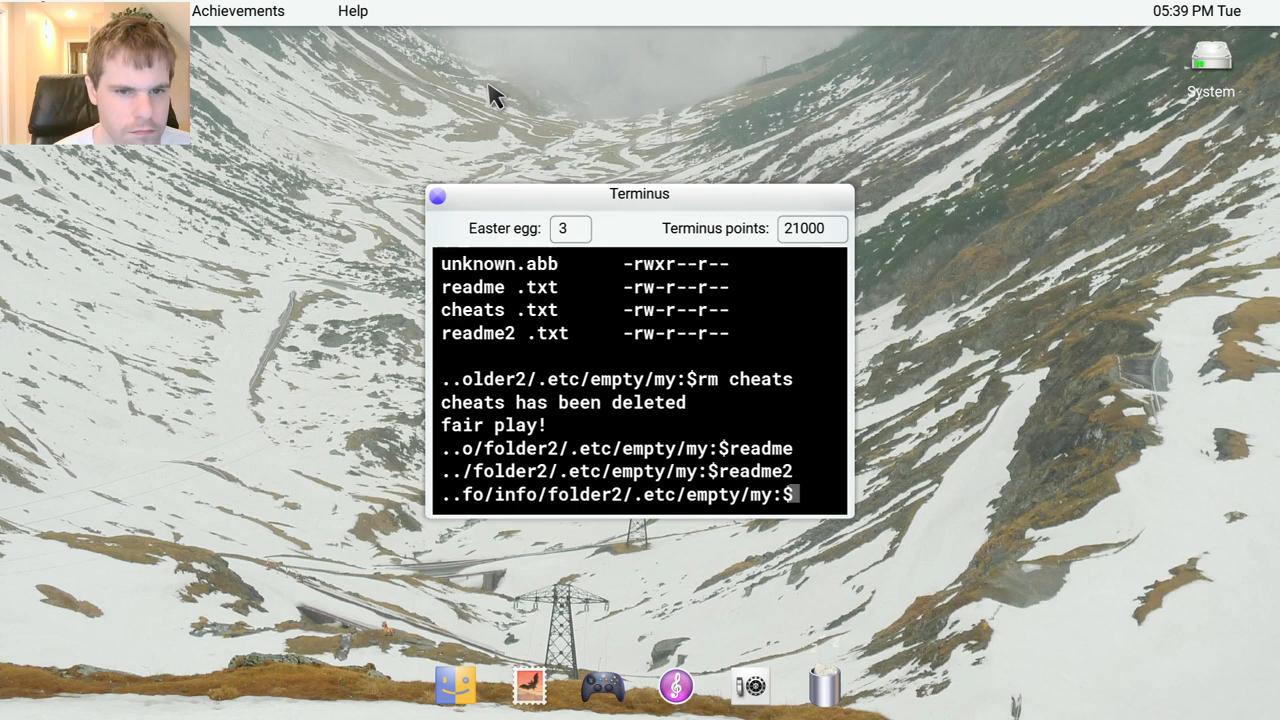 Achievements Help 05:39 PM Tue
System
Terminus
Easter egg: 3 Terminus points: 21000
unknown.abb -rwxr--r--
readme .txt -rw-r--r--
cheats .txt -rw-r--r--
readme2 .txt -rw-r--r--
..older2/.etc/empty/my:$rm cheats
cheats has been deleted
fair play!
..o/folder2/.etc/empty/my:$readme
../folder2/.etc/empty/my:$readme2
..fo/info/folder2/.etc/empty/my:$